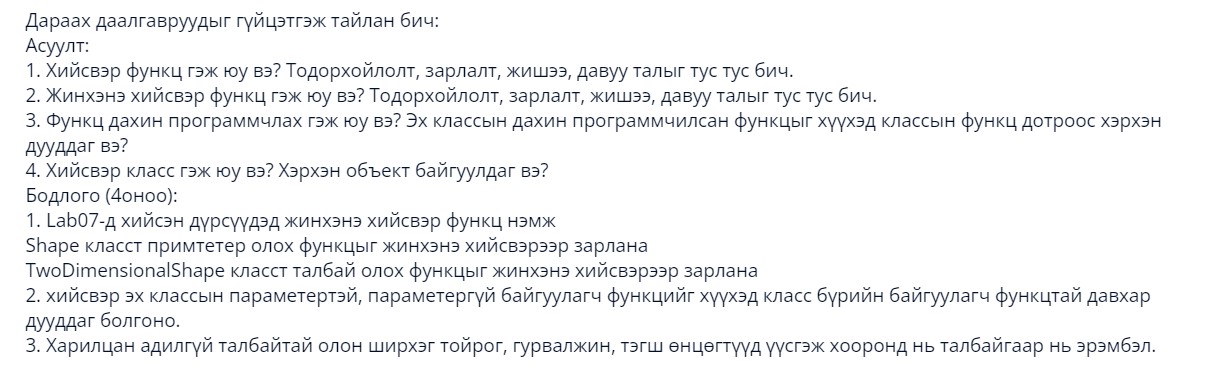 Дараах даалгавруудыг гүйцэтгэж тайлан бич:
Асуулт:
1. Хийсвэр функц гэж юу вэ? Тодорхойлолт, зарлалт, жишээ, давуу талыг тус тус бич.
2. Жинхэнэ хийсвэр функц гэж юу вэ? Тодорхойлолт, зарлалт, жишээ, давуу талыг тус тус бич.
3. Функц дахин программчлах гэж юу вэ? Эх классын дахин программчилсан функцыг хүүхэд классын функц дотроос хэрхэн
дууддаг вэ?
4. Хийсвэр класс гэж юу вэ? Хэрхэн объект байгуулдаг вэ?
Бодлого (4оноо):
1. Lab07-д хийсэн дүрсүүдэд жинхэнэ хийсвэр функц нэмж
Shape класст примтетер олох функцыг жинхэнэ хийсвэрээр зарлана
TwoDimensionalShape класст талбай олох функцыг жинхэнэ хийсвэрээр зарлана
2. хийсвэр эх классын параметертэй, параметергүй байгуулагч функцийг хүүхэд класс бүрийн байгуулагч функцтай давхар
дууддаг болгоно.
3. Харилцан адилгүй талбайтай олон ширхэг тойрог, гурвалжин, тэгш өнцөгтүүд үүсгэж хооронд нь талбайгаар нь эрэмбэл.